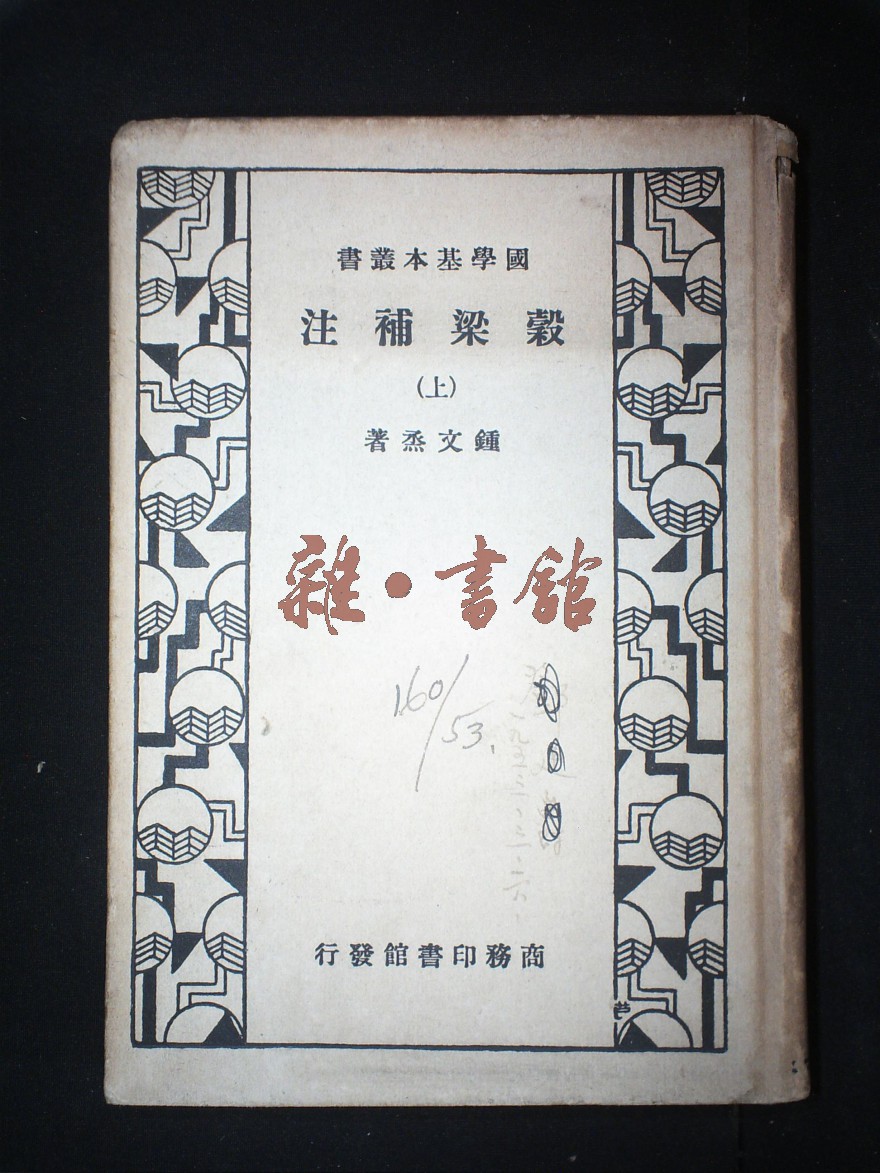 國學基本叢書
穀梁補注
(上)
鍾文烝著
雜·書館
160/53.
商務印書館發行